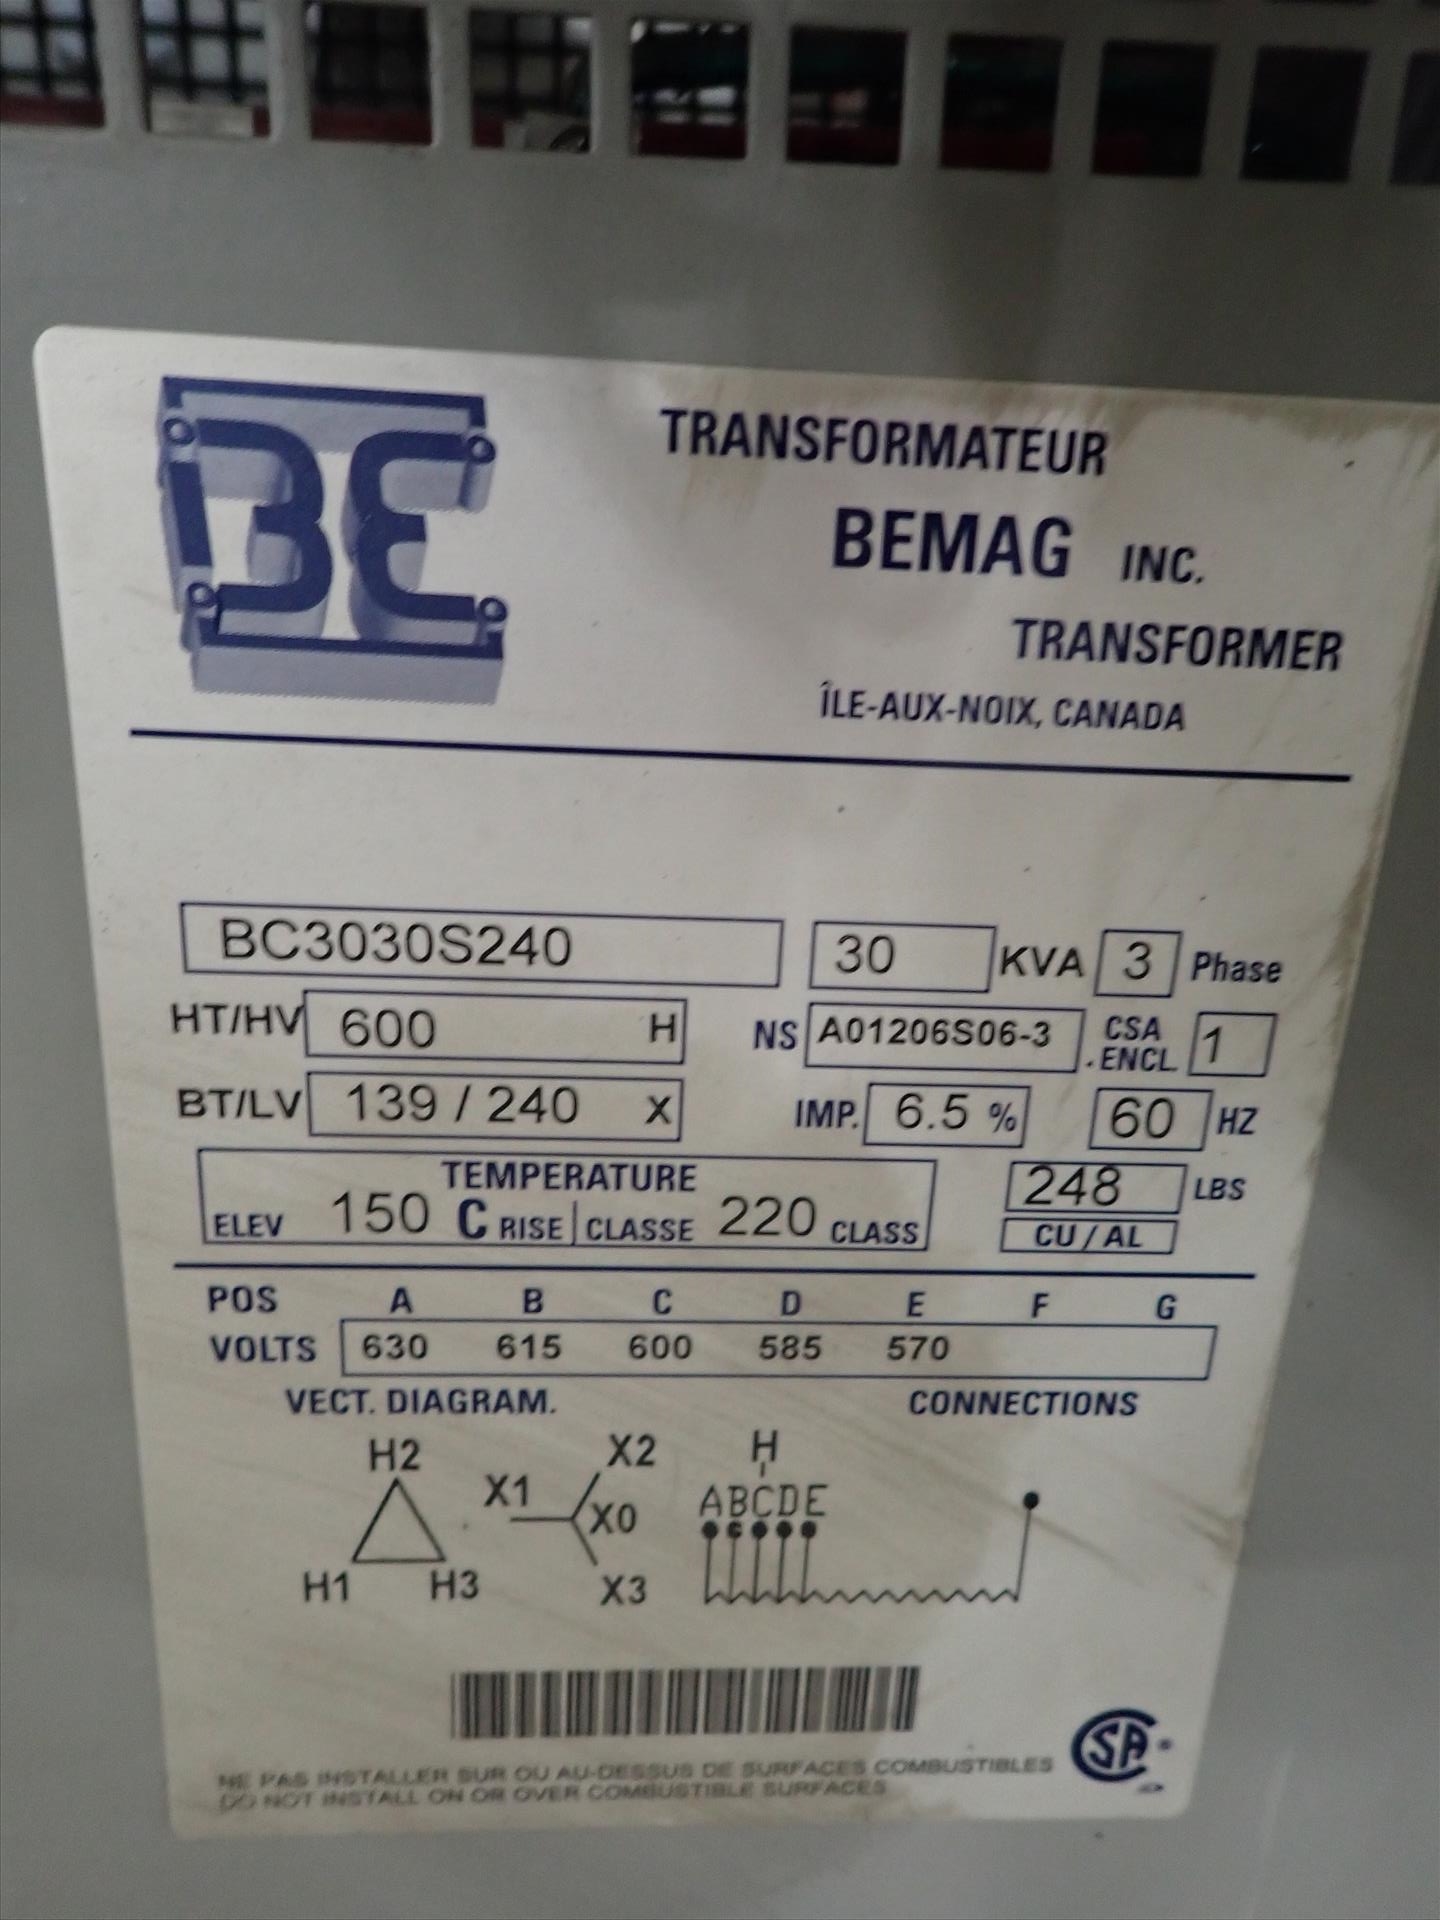 BE
TRANSFORMATEUR
BEMAG INC.
TRANSFORMER
ÎLE-AUX-NOIX, CANADA
BC3030S240 30 KVA 3 Phase
HT/HV 600 H NS A01206S06-3 CSA ENCL. 1
BT/LV 139 / 240 X IMP. 6.5 % 60 HZ
TEMPERATURE
ELEV 150 C RISE CLASSE 220 CLASS 248 LBS
CU / AL
POS A B C D E F G
VOLTS 630 615 600 585 570
VECT. DIAGRAM. CONNECTIONS
H2 X2 H
X1 X0 ABCDE
H1 H3 X3
NE PAS INSTALLER SUR OU AU-DESSUS DE SURFACES COMBUSTIBLES
DO NOT INSTALL ON OR OVER COMBUSTIBLE SURFACES
CSA